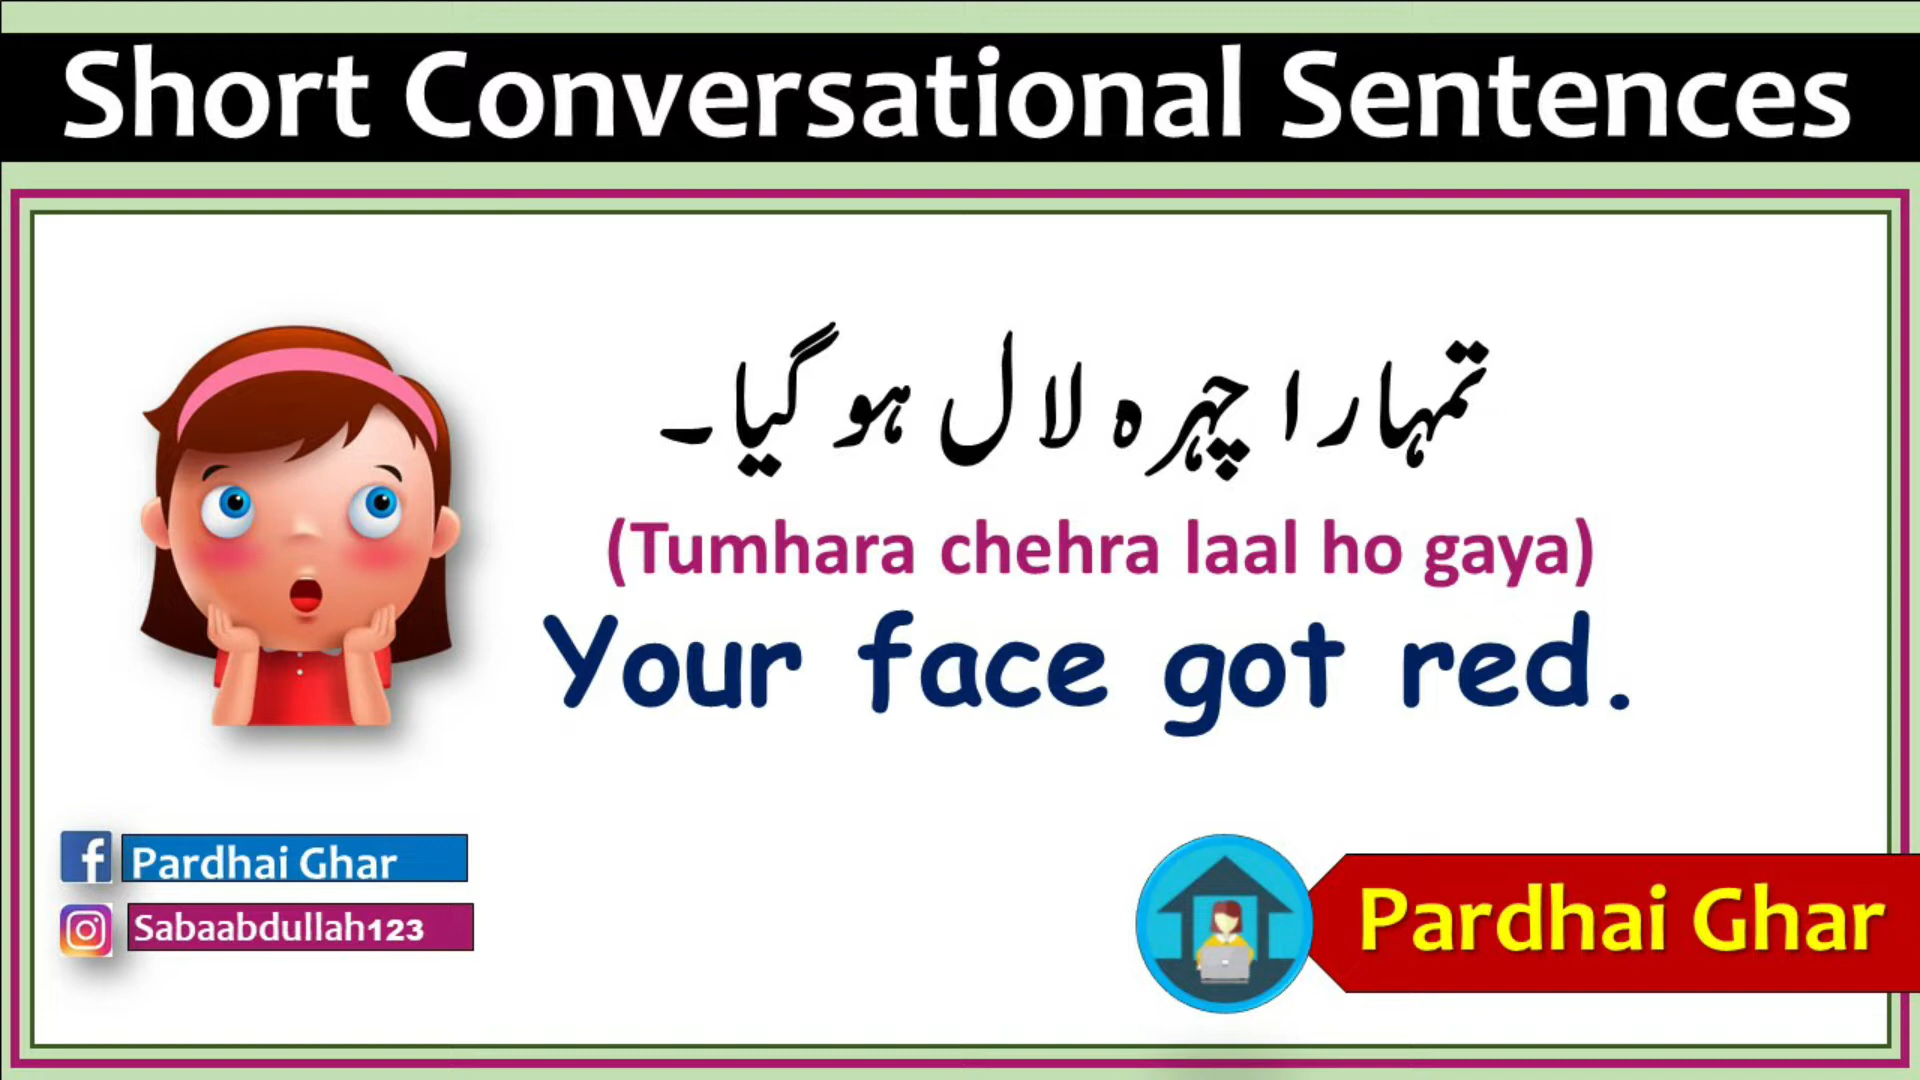 Short Conversational Sentences
تمہارا چہرہ لال ہو گیا۔
(Tumhara chehra laal ho gaya)
Your face got red.
Pardhai Ghar
Sabaabdullah123
Pardhai Ghar